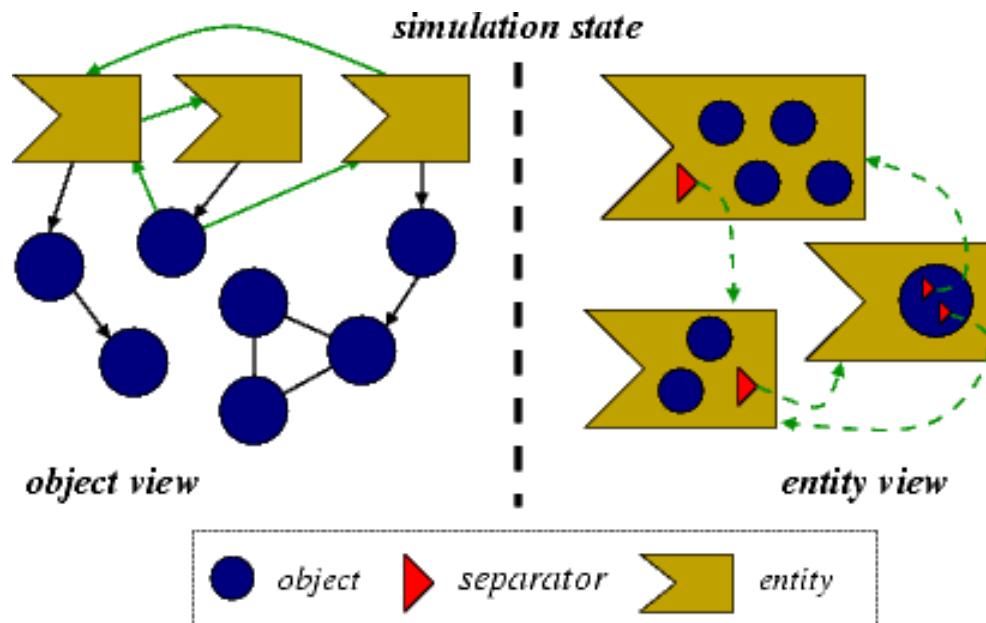 simulation state
object view
entity view
object
separator
entity